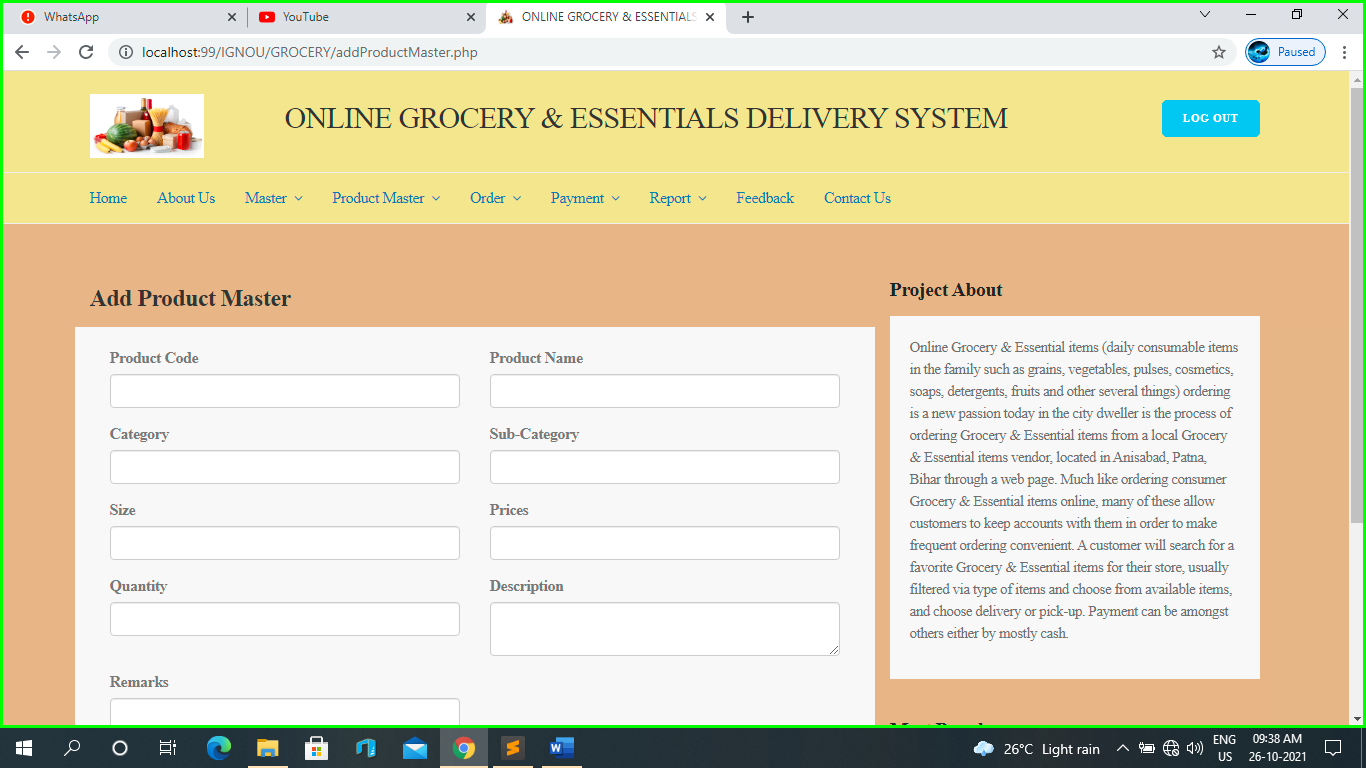 WhatsApp
YouTube
ONLINE GROCERY & ESSENTIALS
localhost:99/IGNOU/GROCERY/addProductMaster.php
Paused
ONLINE GROCERY & ESSENTIALS DELIVERY SYSTEM
LOG OUT
Home About Us Master Product Master Order Payment Report Feedback Contact Us
Add Product Master
Product Code Product Name
Category Sub-Category
Size Prices
Quantity Description
Remarks
Project About
Online Grocery & Essential items (daily consumable items
in the family such as grains, vegetables, pulses, cosmetics,
soaps, detergents, fruits and other several things) ordering
is a new passion today in the city dweller is the process of
ordering Grocery & Essential items from a local Grocery
& Essential items vendor, located in Anisabad, Patna,
Bihar through a web page. Much like ordering consumer
Grocery & Essential items online, many of these allow
customers to keep accounts with them in order to make
frequent ordering convenient. A customer will search for a
favorite Grocery & Essential items for their store, usually
filtered via type of items and choose from available items,
and choose delivery or pick-up. Payment can be amongst
others either by mostly cash.
26°C Light rain
ENG
US
09:38 AM
26-10-2021